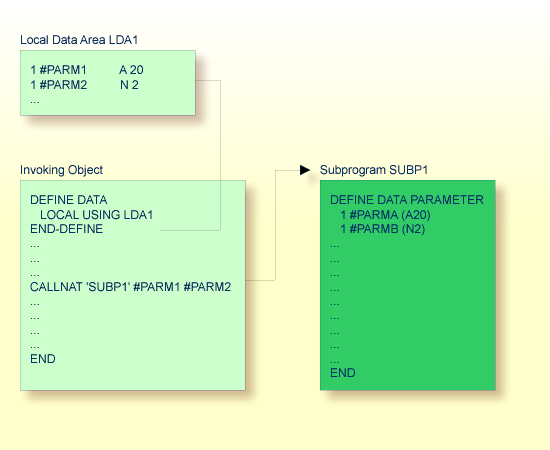 Local Data Area LDA1
1 #PARM1 A 20
1 #PARM2 N 2
...
Invoking Object
DEFINE DATA
LOCAL USING LDA1
END-DEFINE
...
...
...
CALLNAT 'SUBP1' #PARM1 #PARM2
...
...
...
...
END
Subprogram SUBP1
DEFINE DATA PARAMETER
1 #PARMA (A20)
1 #PARMB (N2)
...
...
...
...
...
...
...
...
...
END